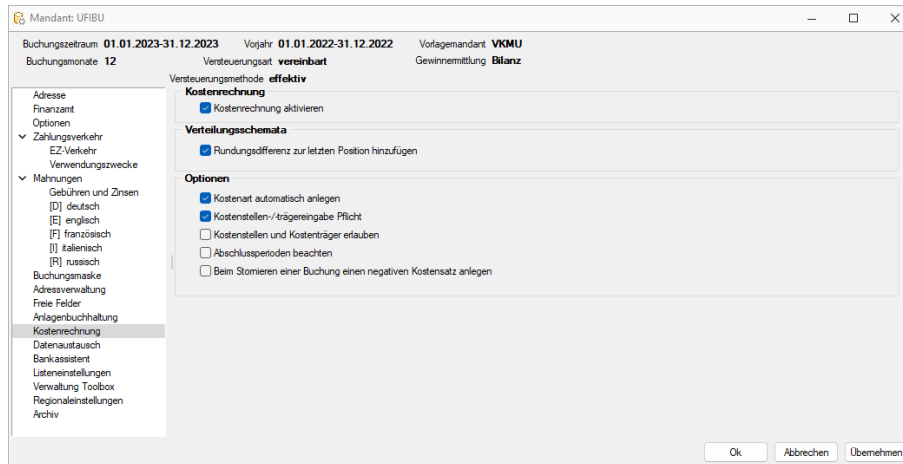 Mandant: UFIBU
Buchungszeitraum 01.01.2023-31.12.2023 Vorjahr 01.01.2022-31.12.2022 Vorlagemandant VKMU
Buchungsmonate 12 Versteuerungsart vereinbart Gewinnermittlung Bilanz
Versteuerungsmethode effektiv
Adresse
Finanzamt
Optionen
Zahlungsverkehr
EZ-Verkehr
Verwendungszwecke
Mahnungen
Gebühren und Zinsen
[D] deutsch
[E] englisch
[F] französisch
[I] italienisch
[R] russisch
Buchungsmaske
Adressverwaltung
Freie Felder
Anlagenbuchhaltung
Kostenrechnung
Datenaustausch
Bankassistent
Listeneinstellungen
Verwaltung Toolbox
Regionaleinstellungen
Archiv
Kostenrechnung
Kostenrechnung aktivieren
Verteilungsschemata
Rundungsdifferenz zur letzten Position hinzufügen
Optionen
Kostenart automatisch anlegen
Kostenstellen-/-trägereingabe Pflicht
Kostenstellen und Kostenträger erlauben
Abschlussperioden beachten
Beim Stornieren einer Buchung einen negativen Kostensatz anlegen
Ok Abbrechen Übernehmen